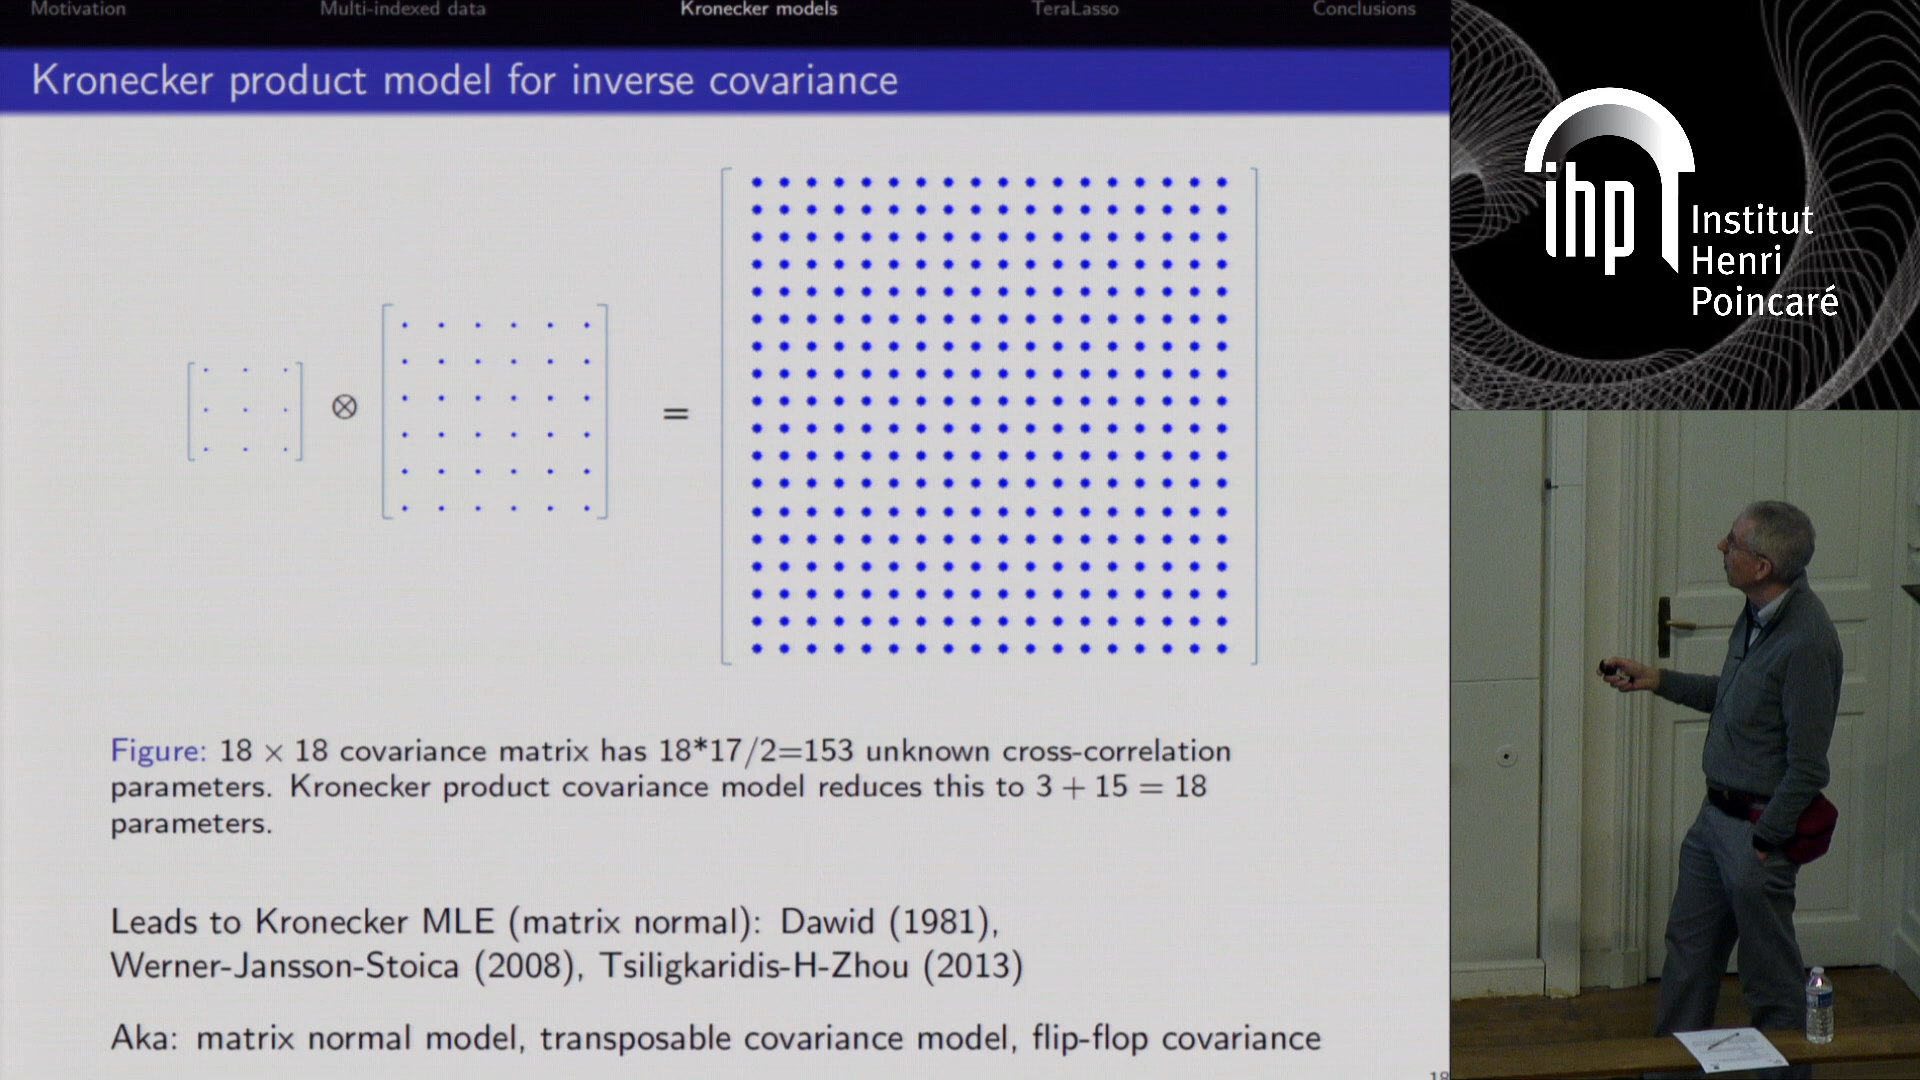 Motivation Multi-indexed data Kronecker models TeraLasso Conclusions
Kronecker product model for inverse covariance
⊗ =
Figure: 18 × 18 covariance matrix has 18*17/2=153 unknown cross-correlation
parameters. Kronecker product covariance model reduces this to 3 + 15 = 18
parameters.
Leads to Kronecker MLE (matrix normal): Dawid (1981),
Werner-Jansson-Stoica (2008), Tsiligkaridis-H-Zhou (2013)
Aka: matrix normal model, transposable covariance model, flip-flop covariance
18
ihp
Institut
Henri
Poincaré